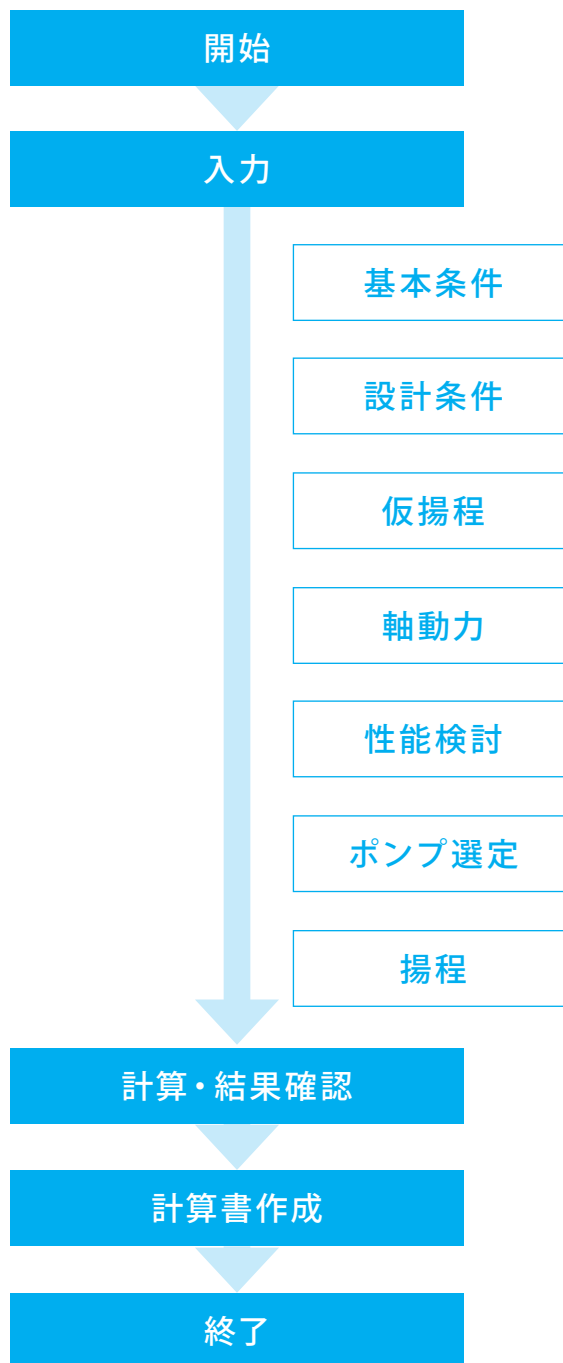 開始
入力
基本条件
設計条件
仮揚程
軸動力
性能検討
ポンプ選定
揚程
計算・結果確認
計算書作成
終了